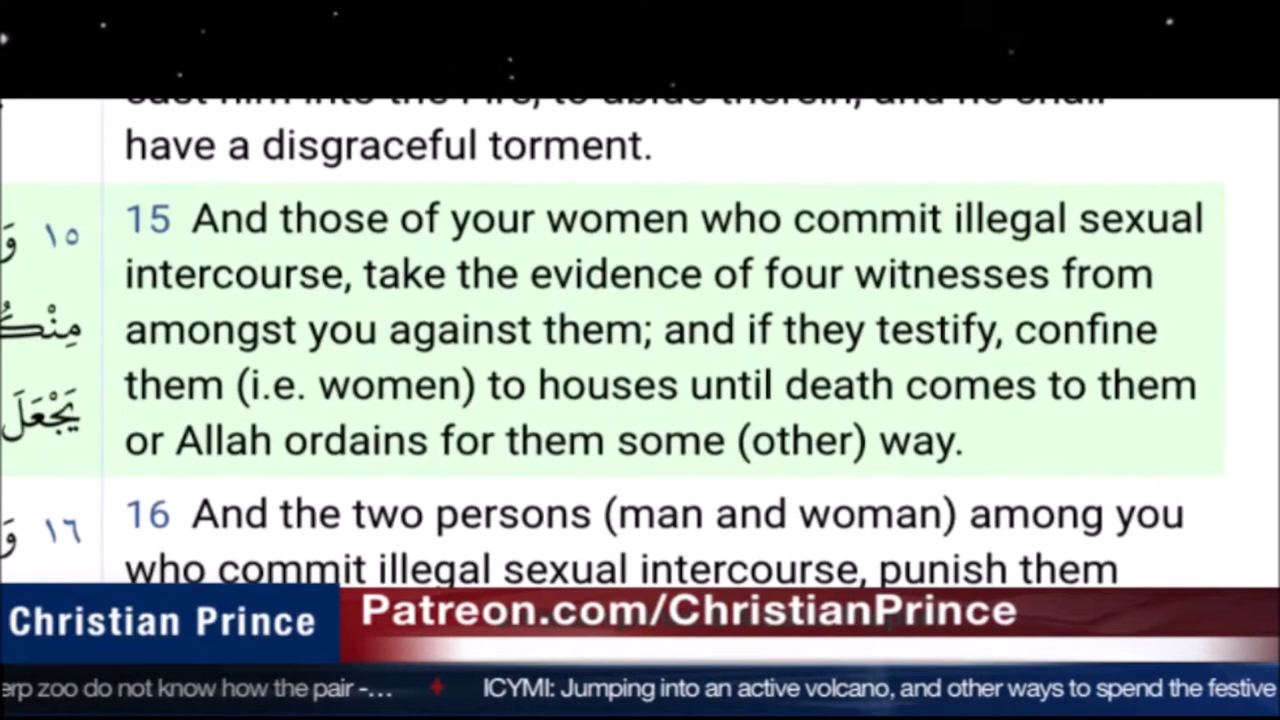 have a disgraceful torment.
15 And those of your women who commit illegal sexual
١٥ وَ
intercourse, take the evidence of four witnesses from
amongst you against them; and if they testify, confine
مِنْكُ
them (i.e. women) to houses until death comes to them
يَجْعَلَ
or Allah ordains for them some (other) way.
16 And the two persons (man and woman) among you
١٦ وَ
who commit illegal sexual intercourse, punish them
Christian Prince
Patreon.com/ChristianPrince
erp zoo do not know how the pair -... + ICYMI: Jumping into an active volcano, and other ways to spend the festive